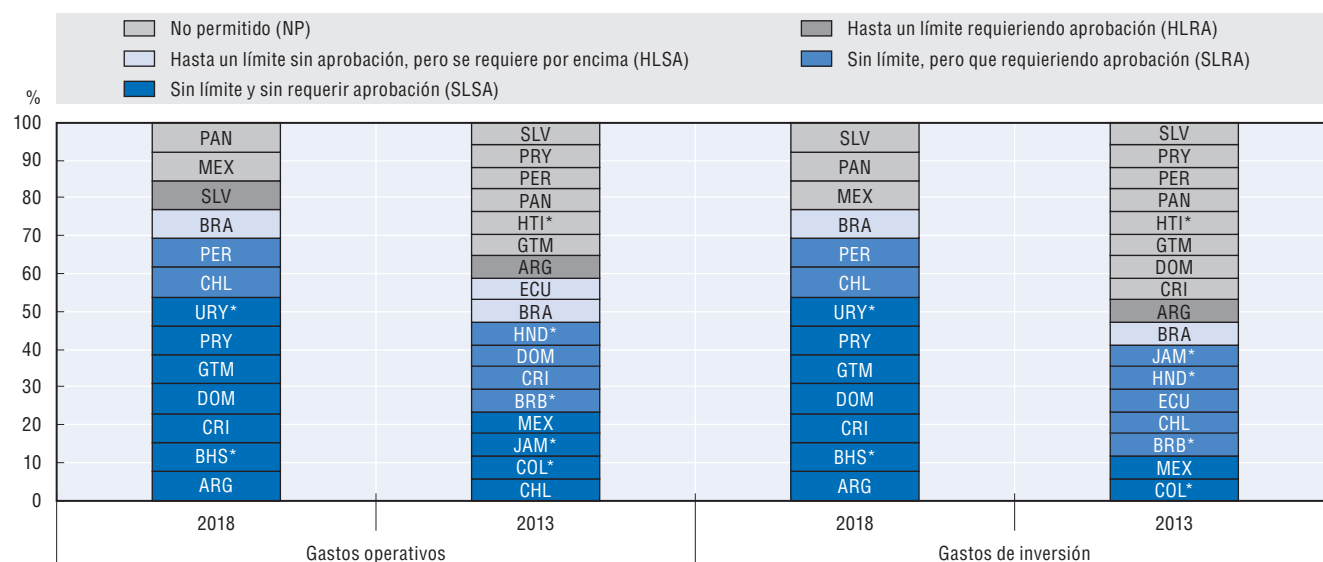 No permitido (NP)
Hasta un límite requieriendo aprobación (HLRA)
Hasta un límite sin aprobación, pero se requiere por encima (HLSA)
Sin límite, pero que requieriendo aprobación (SLRA)
Sin límite y sin requerir aprobación (SLSA)
%
100
90
80
70
60
50
40
30
20
10
0
PAN
MEX
SLV
BRA
PER
CHL
URY*
PRY
GTM
DOM
CRI
BHS*
ARG
SLV
PRY
PER
PAN
HTI*
GTM
ARG
ECU
BRA
HND*
DOM
CRI
BRB*
MEX
JAM*
COL*
CHL
SLV
PAN
MEX
BRA
PER
CHL
URY*
PRY
GTM
DOM
CRI
BHS*
ARG
SLV
PRY
PER
PAN
HTI*
GTM
DOM
CRI
ARG
BRA
JAM*
HND*
ECU
CHL
BRB*
MEX
COL*
2018
2013
2018
2013
Gastos operativos
Gastos de inversión